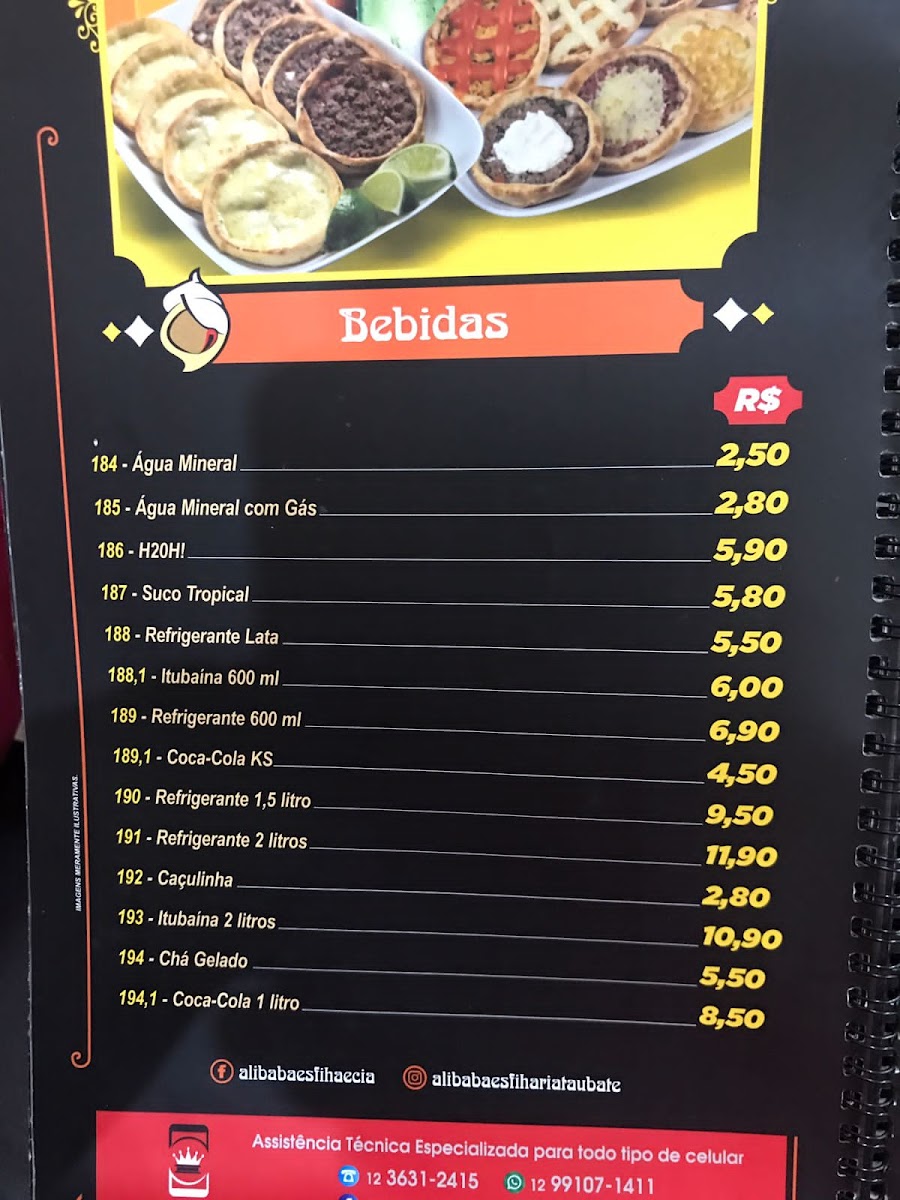 Bebidas
R$
184 - Água Mineral 2,50
185 - Água Mineral com Gás 2,80
186 - H20H! 5,90
187 - Suco Tropical 5,80
188 - Refrigerante Lata 5,50
188,1 - Itubaína 600 ml 6,00
189 - Refrigerante 600 ml 6,90
189,1 - Coca-Cola KS 4,50
190 - Refrigerante 1,5 litro 9,50
191 - Refrigerante 2 litros 11,90
192 - Caçulinha 2,80
193 - Itubaína 2 litros 10,90
194 - Chá Gelado 5,50
194,1 - Coca-Cola 1 litro 8,50
IMAGENS MERAMENTE ILUSTRATIVAS.
alibabaesfihaecia alibabaesfihariataubate
Assistência Técnica Especializada para todo tipo de celular
12 3631-2415 12 99107-1411